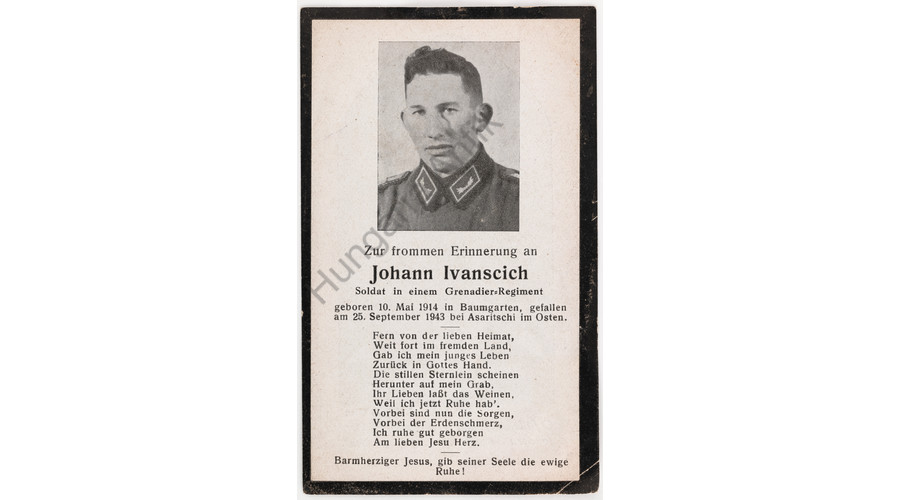 Zur frommen Erinnerung an
Johann Ivanscich
Soldat in einem Grenadier-Regiment
geboren 10. Mai 1914 in Baumgarten, gefallen
am 25. September 1943 bei Asaritschi im Osten.
Fern von der lieben Heimat,
Weit fort im fremden Land,
Gab ich mein junges Leben
Zurück in Gottes Hand.
Die stillen Sternlein scheinen
Herunter auf mein Grab,
Ihr Lieben laßt das Weinen,
Weil ich jetzt Ruhe hab'.
Vorbei sind nun die Sorgen,
Vorbei der Erdenschmerz,
Ich ruhe gut geborgen
Am lieben Jesu Herz.
Barmherziger Jesus, gib seiner Seele die ewige
Ruhe!